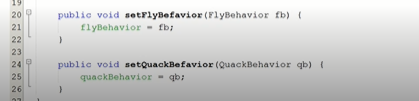 19
20 public void setFlyBefavior(FlyBehavior fb) {
21 flyBehavior = fb;
22 }
23
24 public void setQuackBefavior(QuackBehavior qb) {
25 quackBehavior = qb;
26 }
27 }